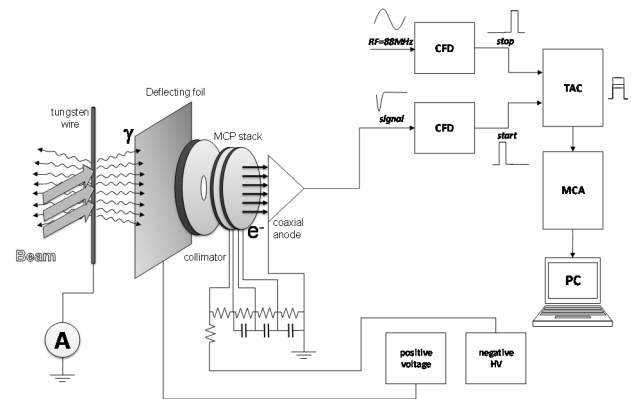 RF=88MHz
CFD
stop
TAC
Deflecting foil
tungsten
wire
γ
MCP stack
signal
CFD
start
MCA
e-
coaxial
anode
Beam
collimator
PC
A
positive
voltage
negative
HV